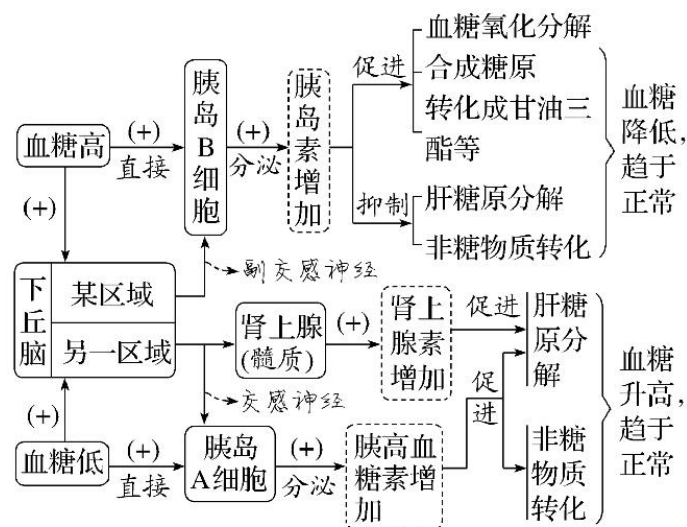 血糖高
(+)
直接
胰岛B细胞
(+)
分泌
胰岛素增加
促进
血糖氧化分解
合成糖原
转化成甘油三
酯等
抑制
肝糖原分解
非糖物质转化
血糖
降低,
趋于
正常
(+)
下丘脑
某区域
另一区域
副交感神经
肾上腺
(髓质)
(+)
肾上
腺素
增加
促进
肝糖
原分
解
交感神经
(+)
血糖低
(+)
直接
胰岛
A细胞
(+)
分泌
胰高血
糖素增
加
促进
非糖
物质
转化
血糖
升高,
趋于
正常